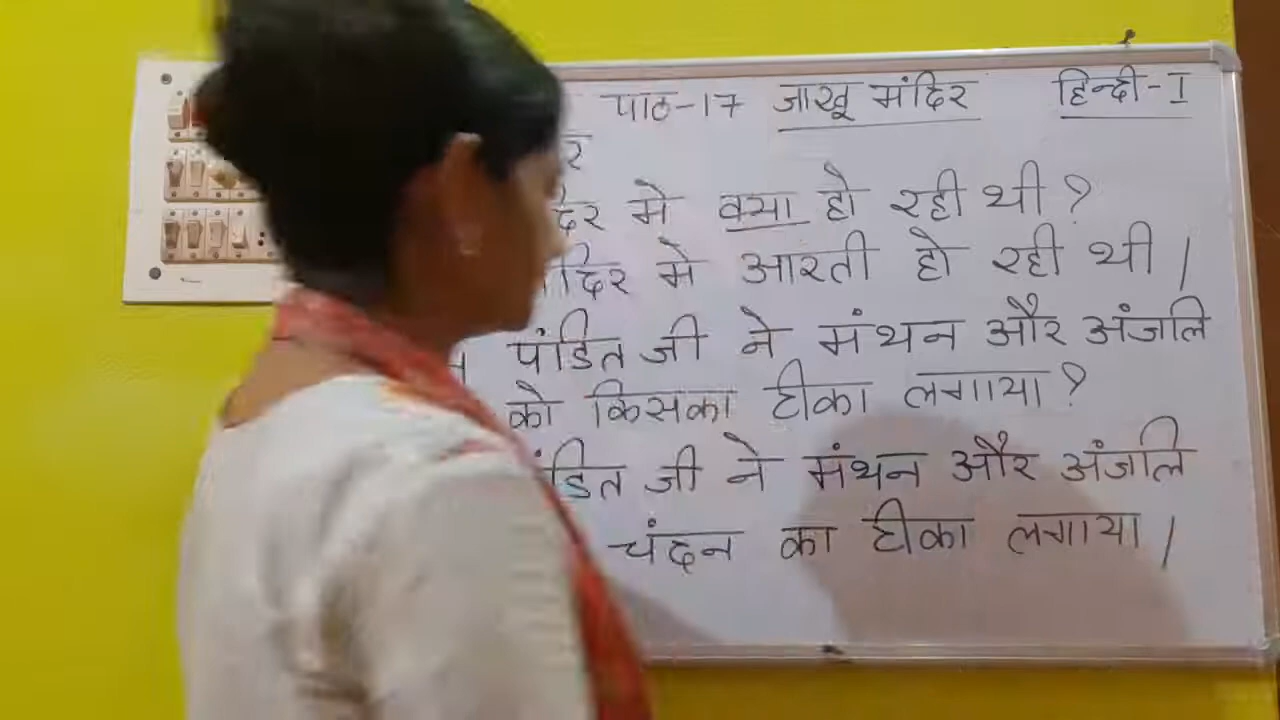 पाठ-17 जाखू मंदिर हिन्दी-I
में क्या हो रही थी?
में आरती हो रही थी।
पंडित जी ने मंथन और अंजलि
को किसका टीका लगाया?
जी ने मंथन और अंजलि
चंदन का टीका लगाया।